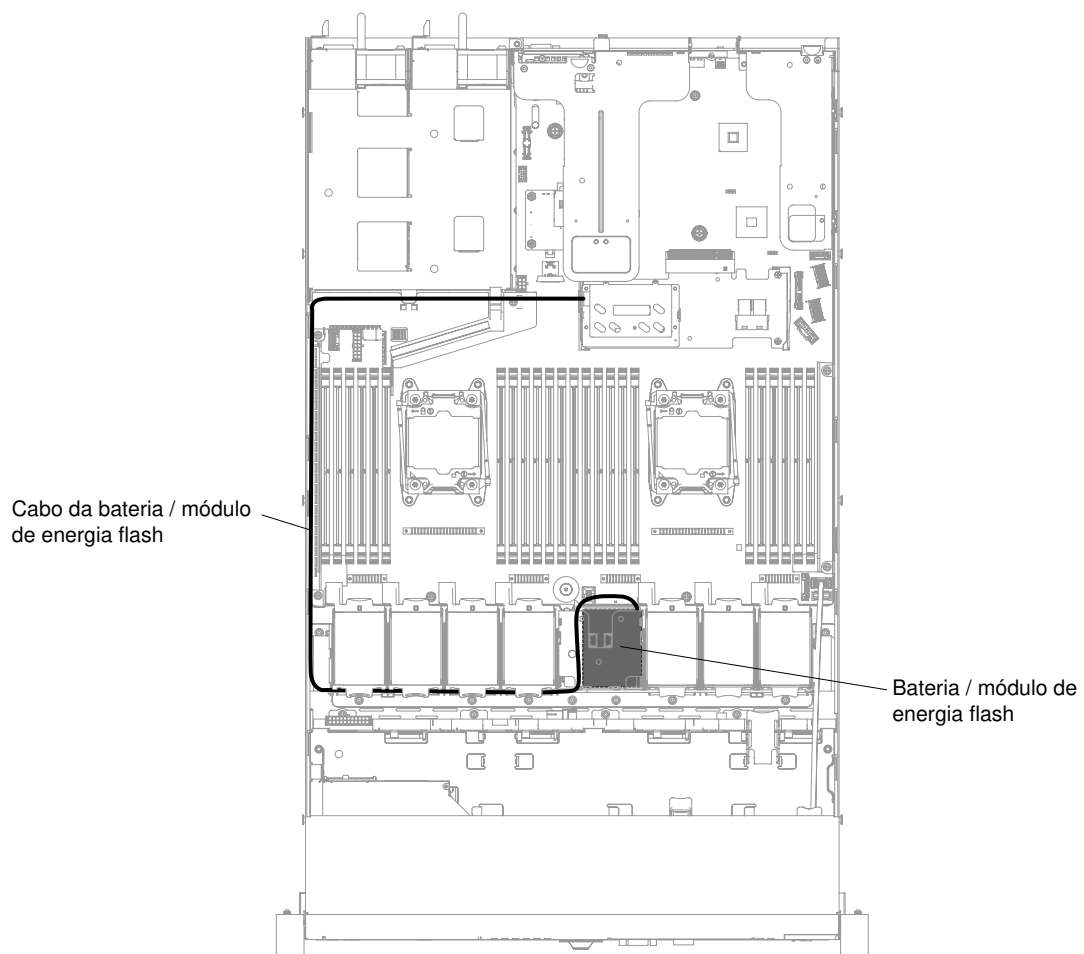 Cabo da bateria / módulo
de energia flash
Bateria / módulo de
energia flash